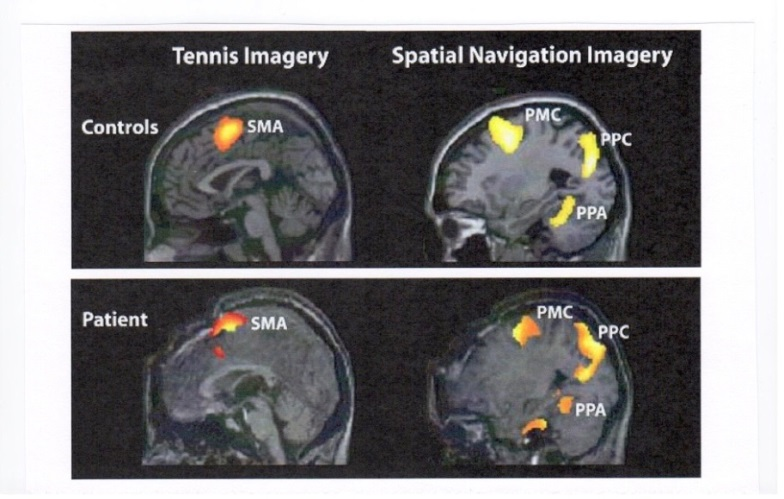 Tennis Imagery
Spatial Navigation Imagery
Controls
SMA
PMC
PPC
PPA
Patient
SMA
PMC
PPC
PPA